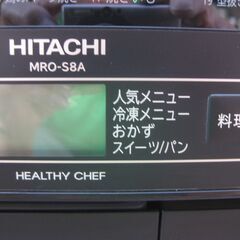 HITACHI
MRO-S8A
人気メニュー
冷凍メニュー
おかず
スイーツ/パン
料理
HEALTHY CHEF